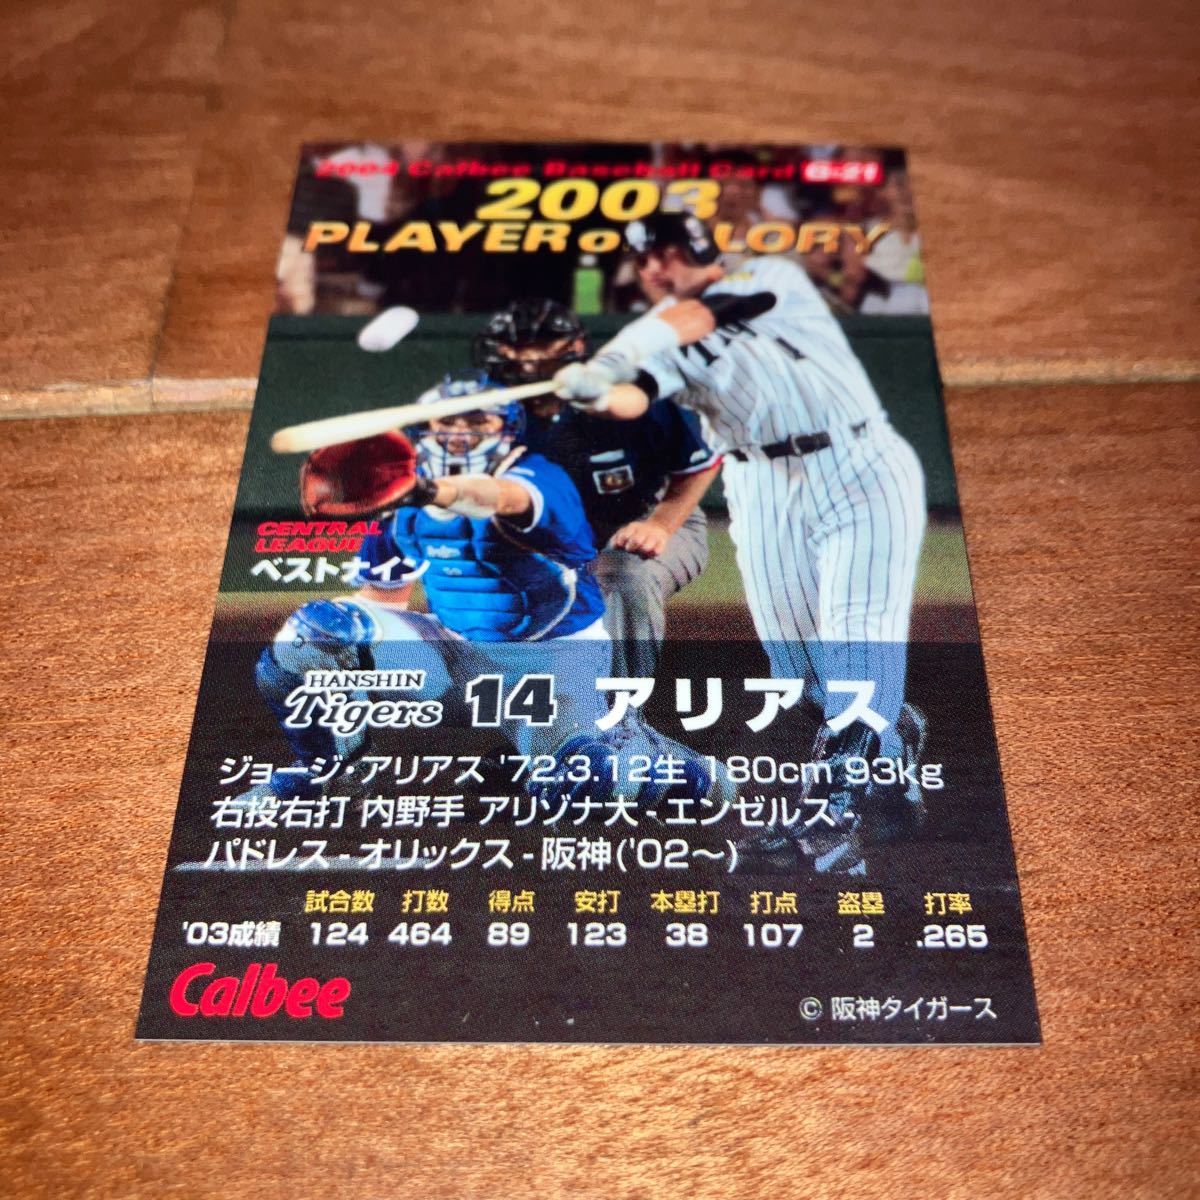 2004 Calbee Baseball Card G-21
2003
PLAYER OF GLORY
T
1
CENTRAL
LEAGUE
ベストナイン
HANSHIN
Tigers 14 アリアス
ジョージ・アリアス '72.3.12生 180cm 93kg
右投右打 内野手 アリゾナ大 - エンゼルス -
パドレス - オリックス - 阪神('02〜)
試合数 打数 得点 安打 本塁打 打点 盗塁 打率
'03成績 124 464 89 123 38 107 2 .265
Calbee
© 阪神タイガース